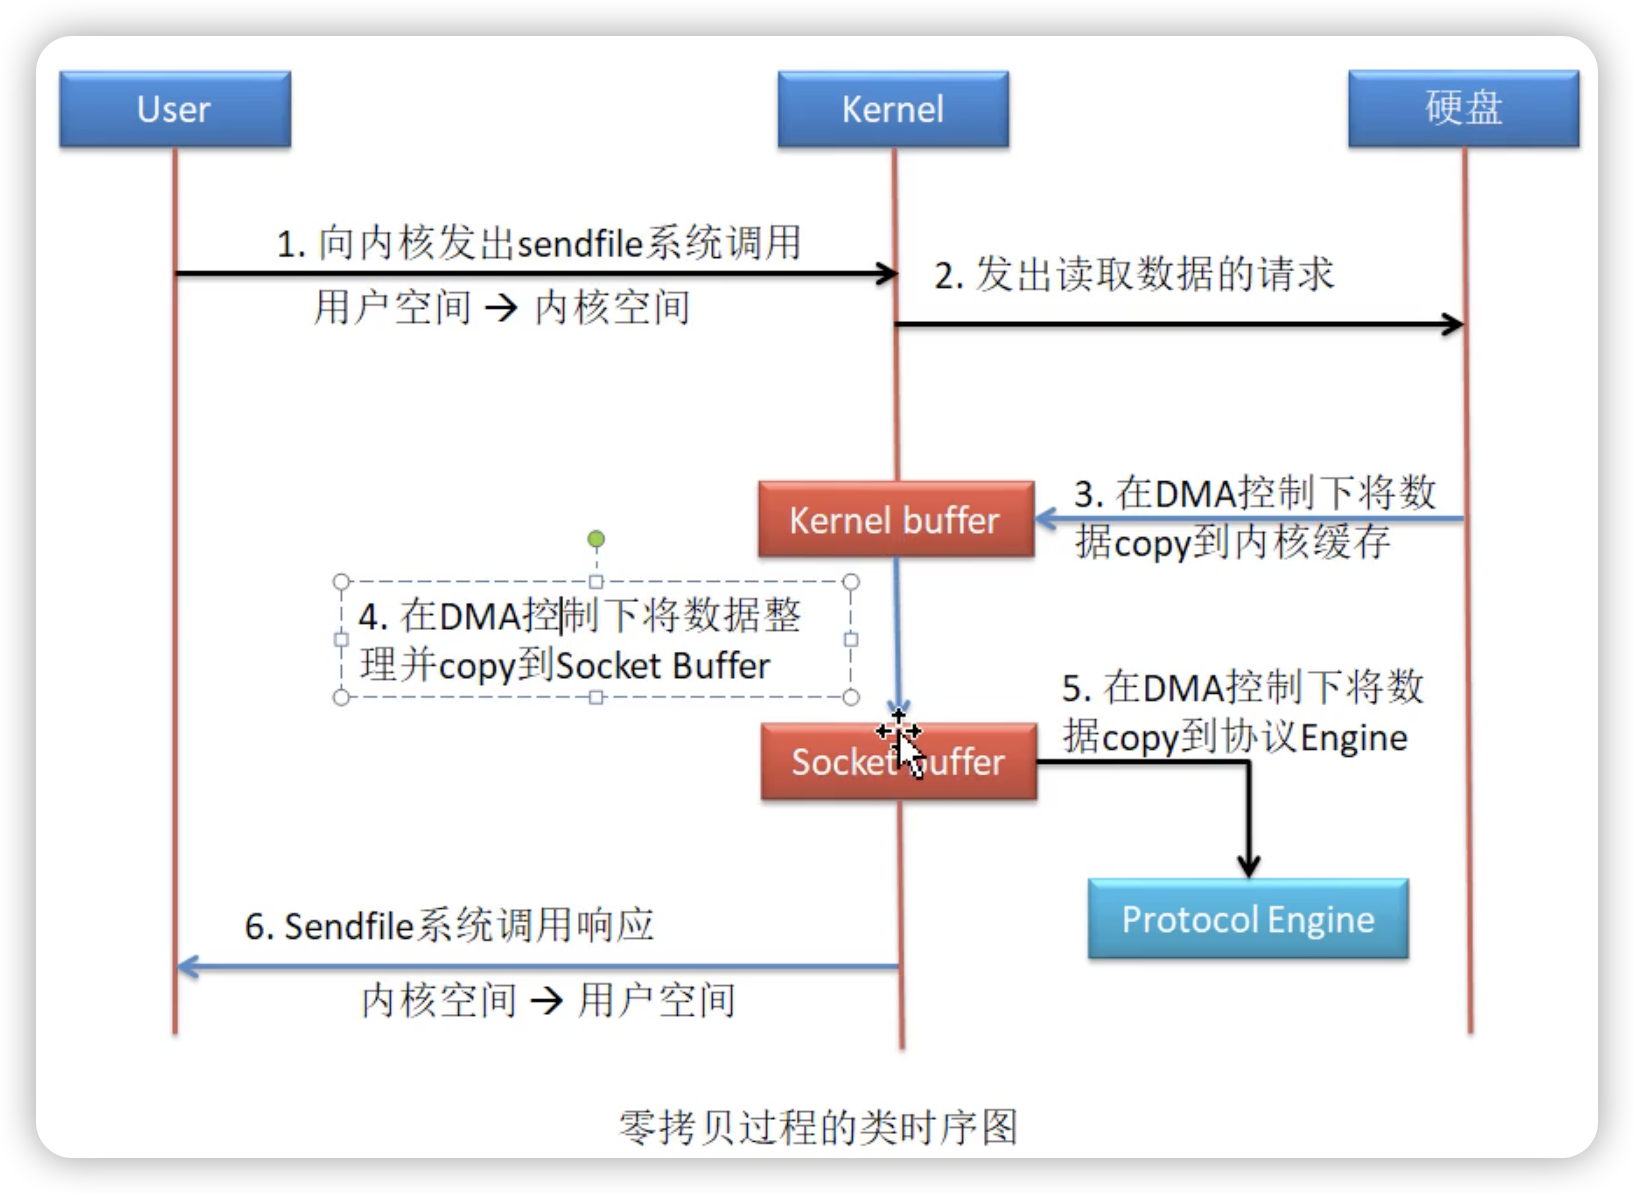 User
Kernel
硬盘
1. 向内核发出sendfile系统调用
用户空间 → 内核空间
2. 发出读取数据的请求
Kernel buffer
3. 在DMA控制下将数
据copy到内核缓存
4. 在DMA控制下将数据整
理并copy到Socket Buffer
Socket buffer
5. 在DMA控制下将数
据copy到协议Engine
Protocol Engine
6. Sendfile系统调用响应
内核空间 → 用户空间
零拷贝过程的类时序图